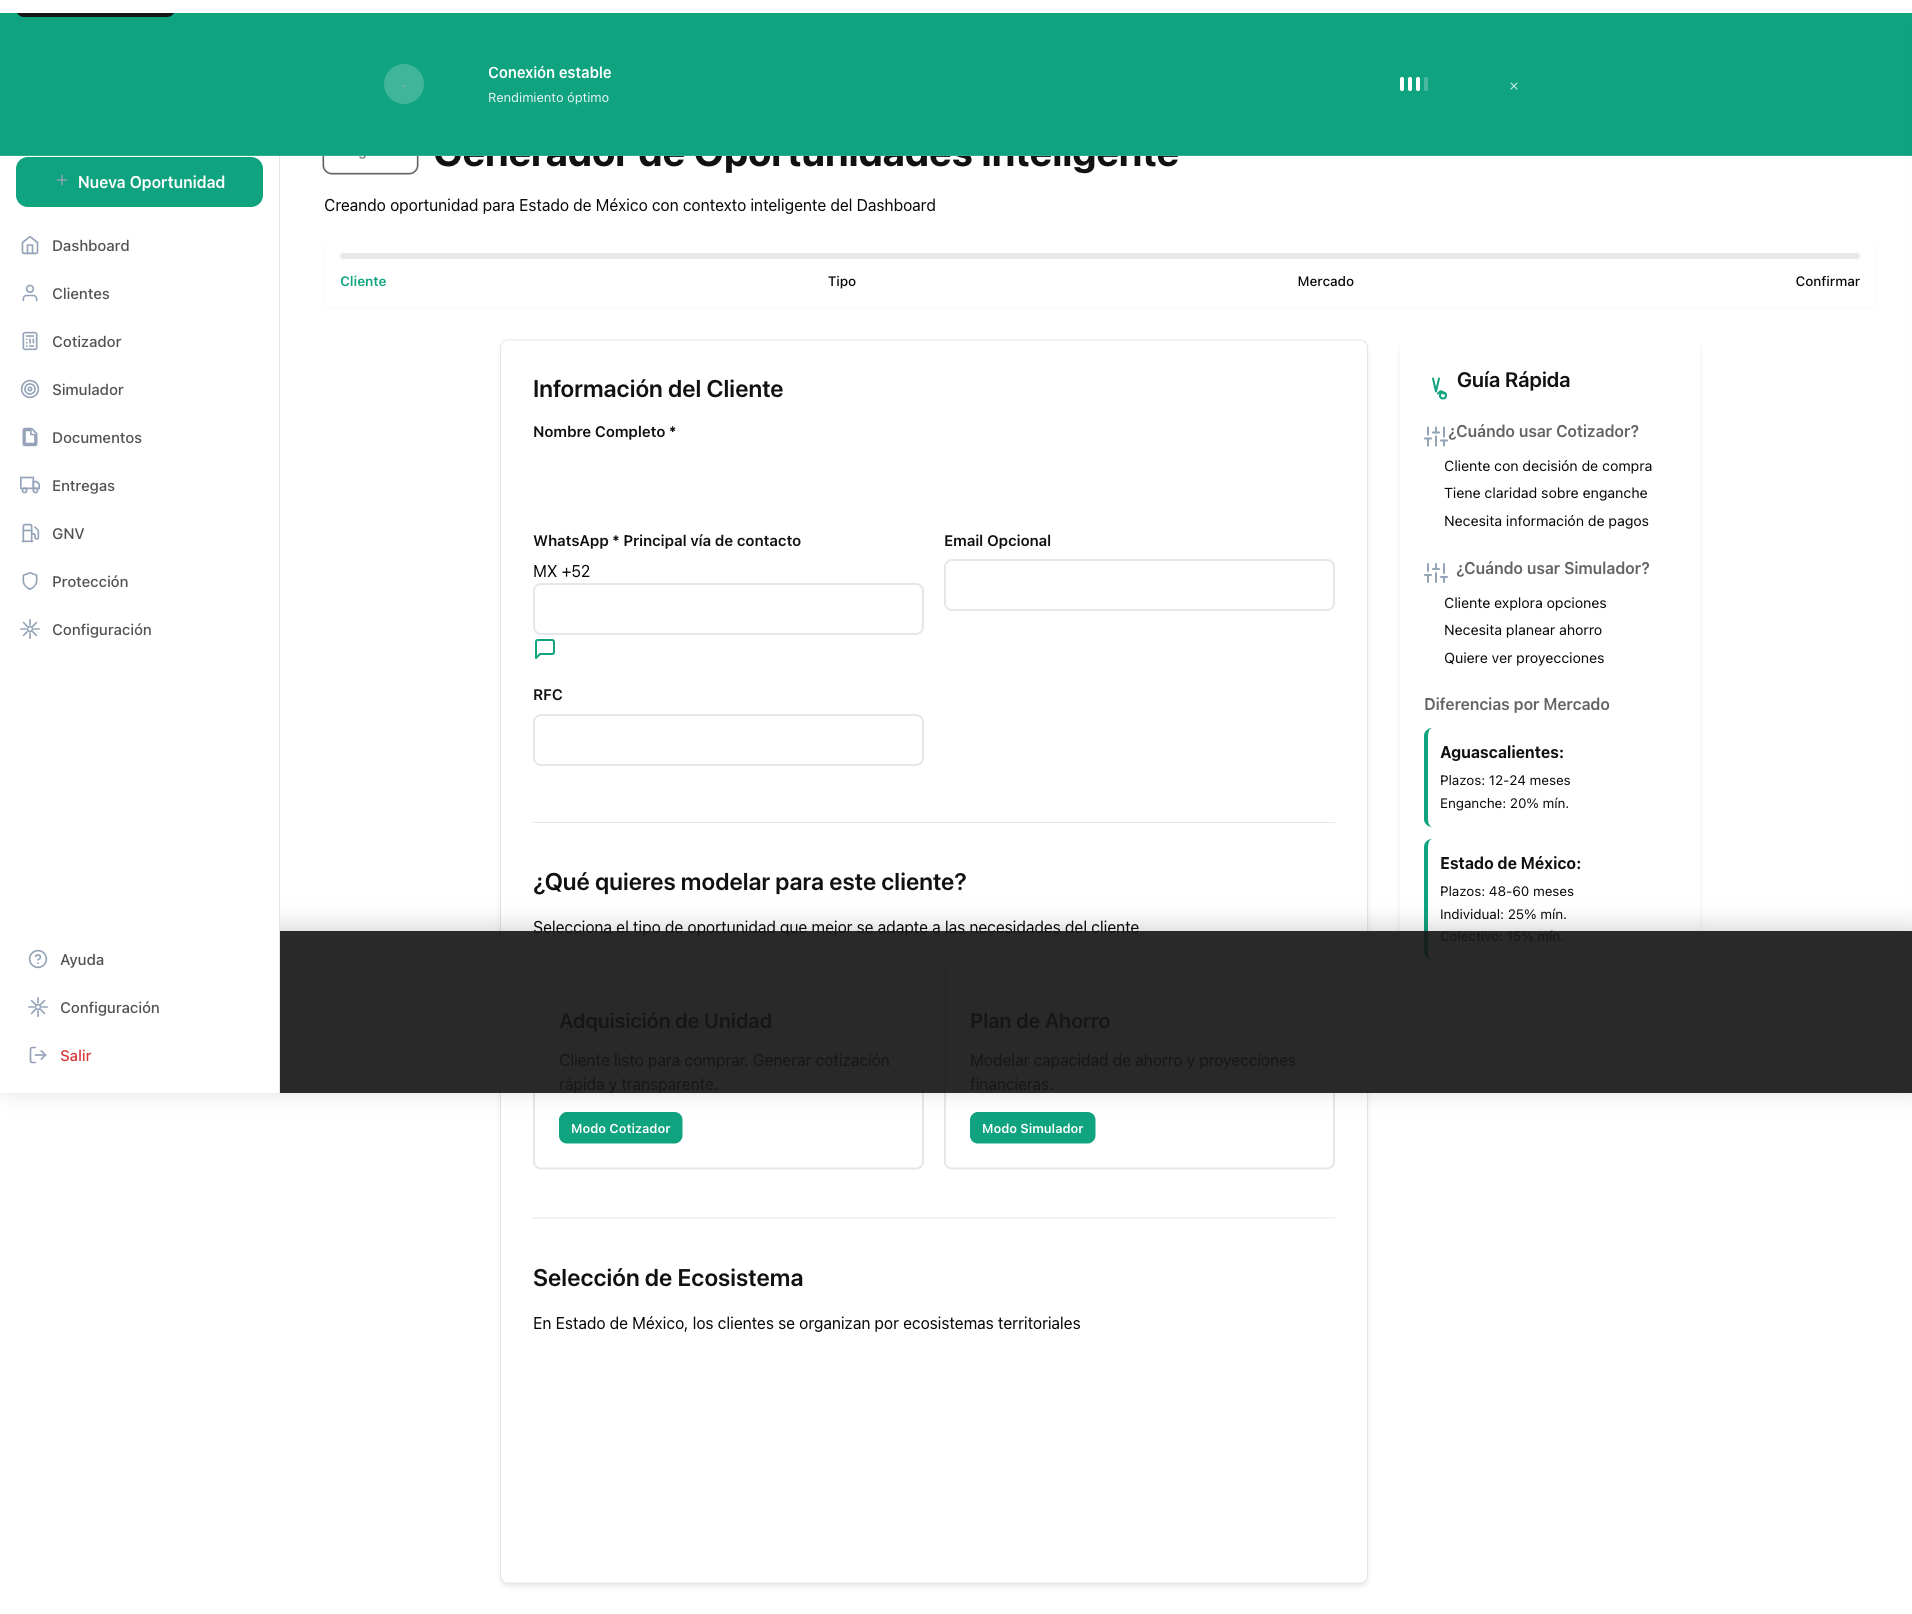 Conexión estable
Rendimiento óptimo
×
+ Nueva Oportunidad
Dashboard
Clientes
Cotizador
Simulador
Documentos
Entregas
GNV
Protección
Configuración
Ayuda
Configuración
Salir
Generador de Oportunidades Inteligente
Creando oportunidad para Estado de México con contexto inteligente del Dashboard
Cliente
Tipo
Mercado
Confirmar
Información del Cliente
Nombre Completo *
WhatsApp * Principal vía de contacto
MX +52
Email Opcional
RFC
¿Qué quieres modelar para este cliente?
Selecciona el tipo de oportunidad que mejor se adapte a las necesidades del cliente
Adquisición de Unidad
Cliente listo para comprar. Generar cotización
rápida y transparente.
Modo Cotizador
Plan de Ahorro
Modelar capacidad de ahorro y proyecciones
financieras.
Modo Simulador
Selección de Ecosistema
En Estado de México, los clientes se organizan por ecosistemas territoriales
Guía Rápida
¿Cuándo usar Cotizador?
Cliente con decisión de compra
Tiene claridad sobre enganche
Necesita información de pagos
¿Cuándo usar Simulador?
Cliente explora opciones
Necesita planear ahorro
Quiere ver proyecciones
Diferencias por Mercado
Aguascalientes:
Plazos: 12-24 meses
Enganche: 20% mín.
Estado de México:
Plazos: 48-60 meses
Individual: 25% mín.
Colectivo: 15% mín.